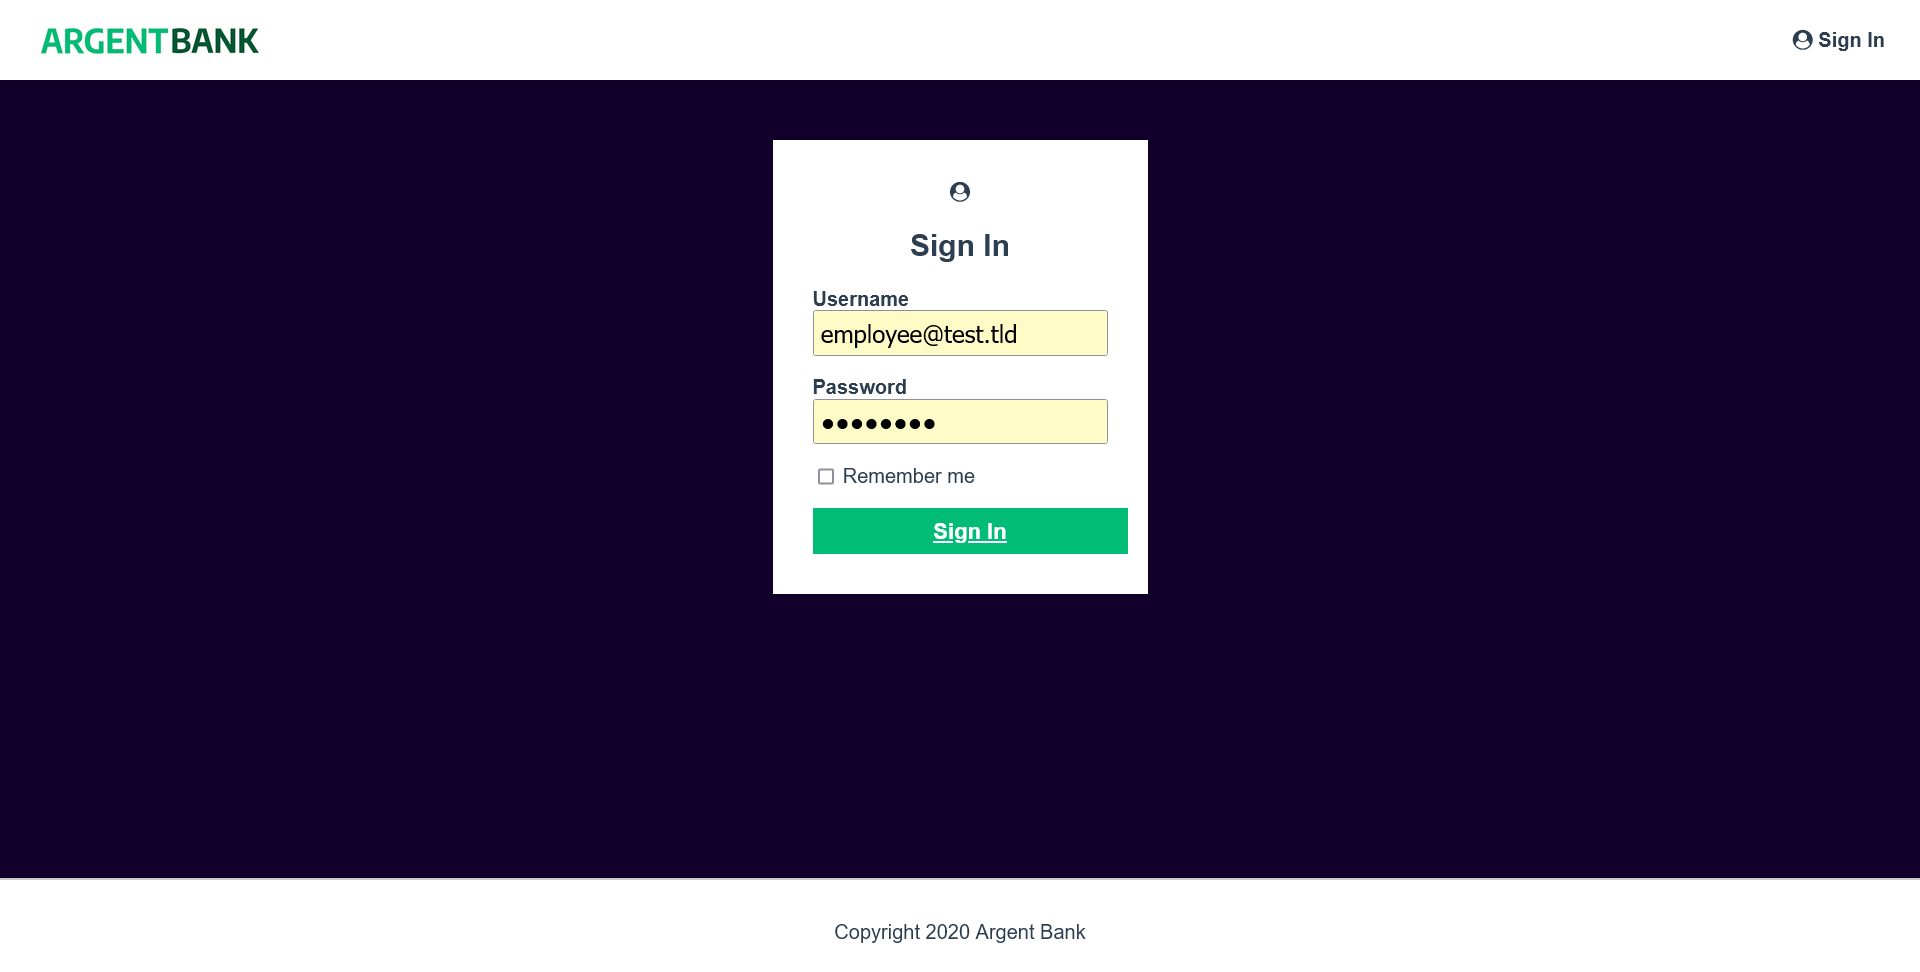 ARGENTBANK
Sign In
Sign In
Username
employee@test.tld
Password
••••••••
Remember me
Sign In
Copyright 2020 Argent Bank